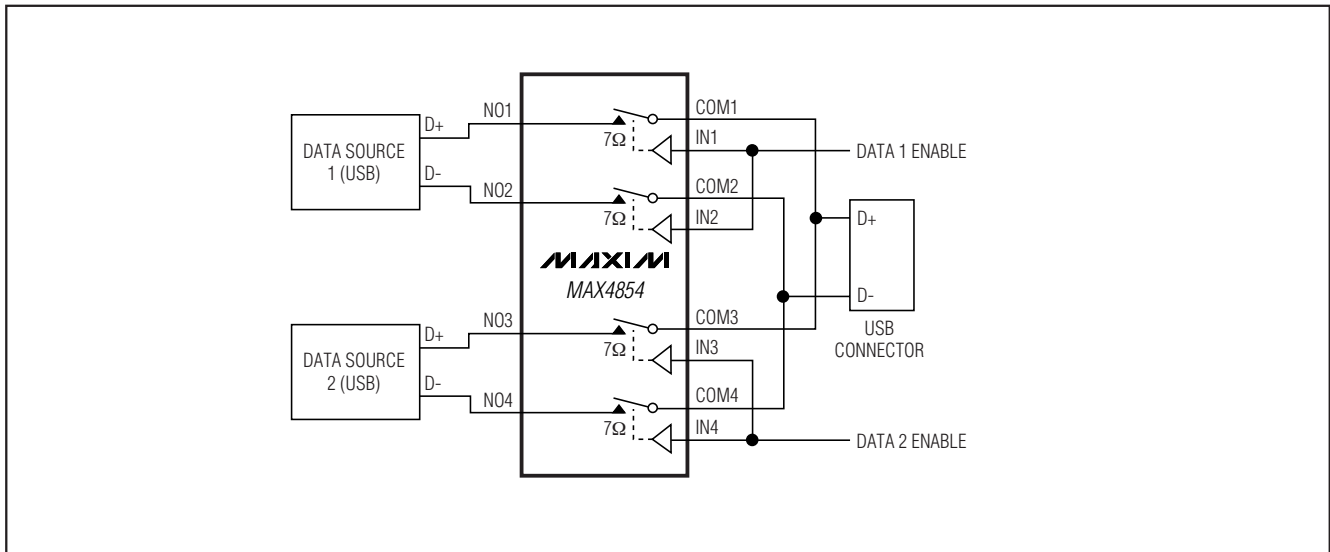 DATA SOURCE
1 (USB)
D+
D-
NO1
NO2
7Ω
7Ω
COM1
IN1
COM2
IN2
DATA 1 ENABLE
MAXIM
MAX4854
D+
D-
USB
CONNECTOR
DATA SOURCE
2 (USB)
D+
D-
NO3
NO4
7Ω
7Ω
COM3
IN3
COM4
IN4
DATA 2 ENABLE